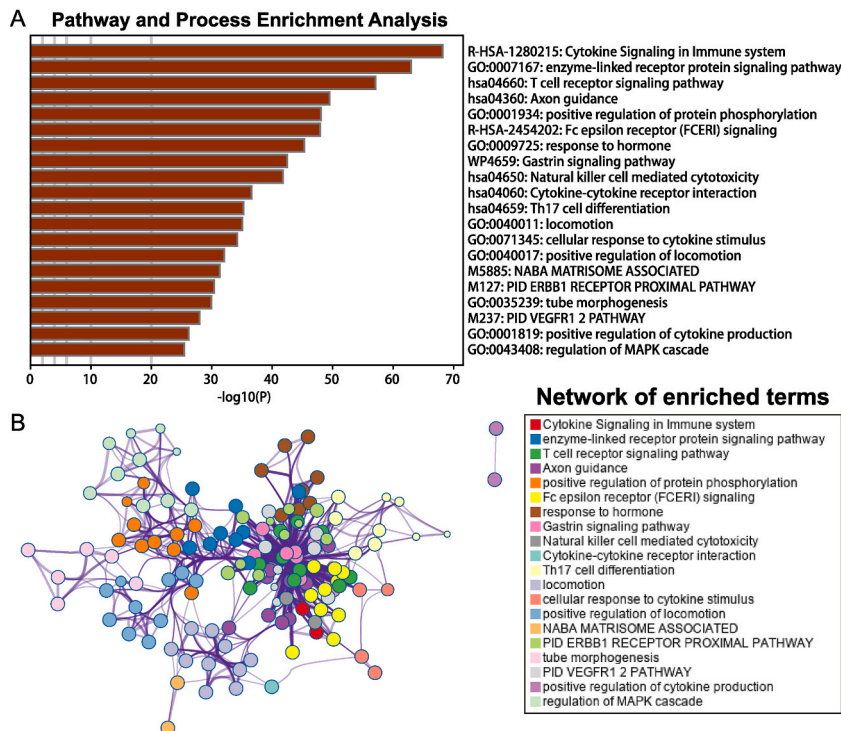 A
Pathway and Process Enrichment Analysis
R-HSA-1280215: Cytokine Signaling in Immune system
GO:0007167: enzyme-linked receptor protein signaling pathway
hsa04660: T cell receptor signaling pathway
hsa04360: Axon guidance
GO:0001934: positive regulation of protein phosphorylation
R-HSA-2454202: Fc epsilon receptor (FCERI) signaling
GO:0009725: response to hormone
WP4659: Gastrin signaling pathway
hsa04650: Natural killer cell mediated cytotoxicity
hsa04060: Cytokine-cytokine receptor interaction
hsa04659: Th17 cell differentiation
GO:0040011: locomotion
GO:0071345: cellular response to cytokine stimulus
GO:0040017: positive regulation of locomotion
M5885: NABA MATRISOME ASSOCIATED
M127: PID ERBB1 RECEPTOR PROXIMAL PATHWAY
GO:0035239: tube morphogenesis
M237: PID VEGFR1 2 PATHWAY
GO:0001819: positive regulation of cytokine production
GO:0043408: regulation of MAPK cascade
0 10 20 30 40 50 60 70
-log10(P)
B
Network of enriched terms
Cytokine Signaling in Immune system
enzyme-linked receptor protein signaling pathway
T cell receptor signaling pathway
Axon guidance
positive regulation of protein phosphorylation
Fc epsilon receptor (FCERI) signaling
response to hormone
Gastrin signaling pathway
Natural killer cell mediated cytotoxicity
Cytokine-cytokine receptor interaction
Th17 cell differentiation
locomotion
cellular response to cytokine stimulus
positive regulation of locomotion
NABA MATRISOME ASSOCIATED
PID ERBB1 RECEPTOR PROXIMAL PATHWAY
tube morphogenesis
PID VEGFR1 2 PATHWAY
positive regulation of cytokine production
regulation of MAPK cascade